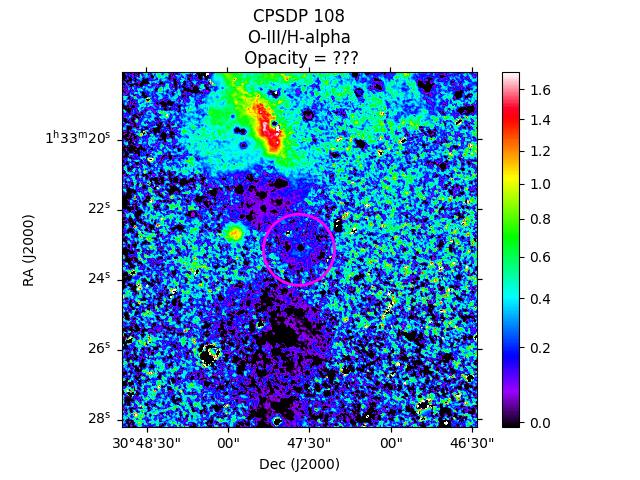 CPSDP 108
O-III/H-alpha
Opacity = ???
1h33m20s
22s
24s
26s
28s
RA (J2000)
30°48'30"
00"
47'30"
00"
46'30"
Dec (J2000)
1.6
1.4
1.2
1.0
0.8
0.6
0.4
0.2
0.0